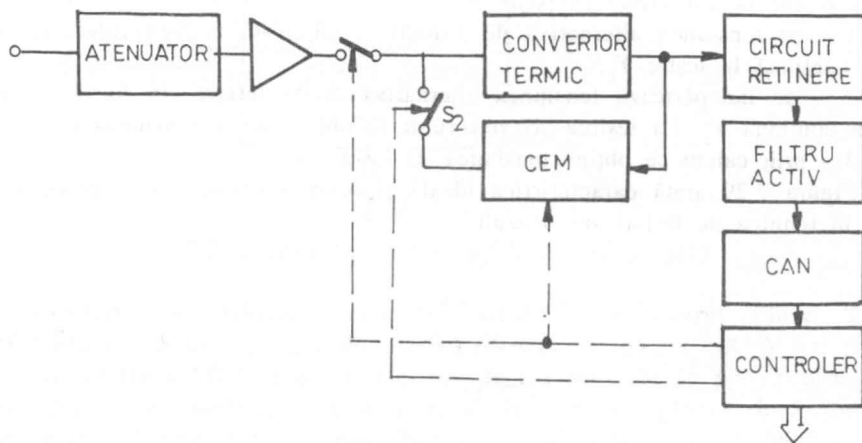 ATENUATOR
CONVERTOR
TERMIC
CIRCUIT
RETINERE
S2
CEM
FILTRU
ACTIV
CAN
CONTROLER